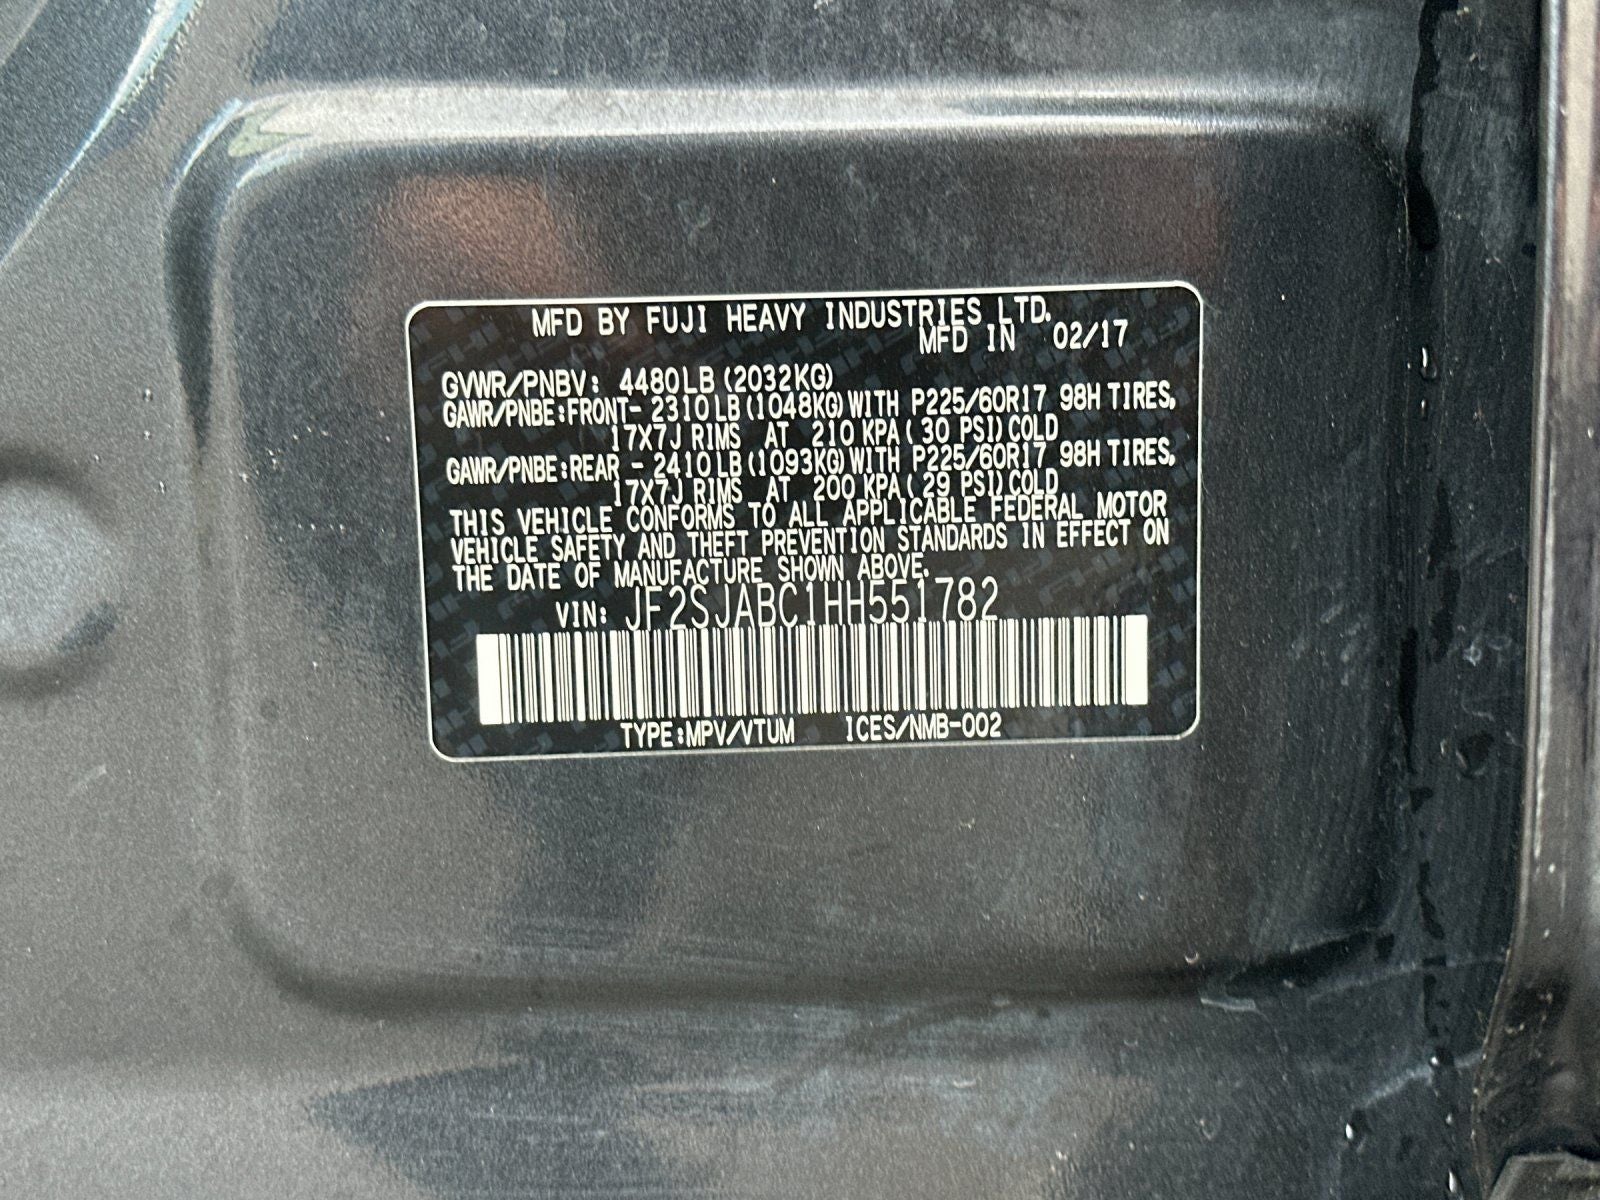 MFD BY FUJI HEAVY INDUSTRIES LTD.
MFD IN 02/17
GVWR/PNBV: 4480LB(2032KG)
GAWR/PNBE:FRONT- 2310LB(1048KG)WITH P225/60R17 98H TIRES,
17X7J RIMS AT 210 KPA( 30 PSI)COLD
GAWR/PNBE:REAR - 2410LB(1093KG)WITH P225/60R17 98H TIRES,
17X7J RIMS AT 200 KPA( 29 PSI)COLD
THIS VEHICLE CONFORMS TO ALL APPLICABLE FEDERAL MOTOR
VEHICLE SAFETY AND THEFT PREVENTION STANDARDS IN EFFECT ON
THE DATE OF MANUFACTURE SHOWN ABOVE.
VIN: JF2SJABC1HH551782
TYPE:MPV/VTUM ICES/NMB-002